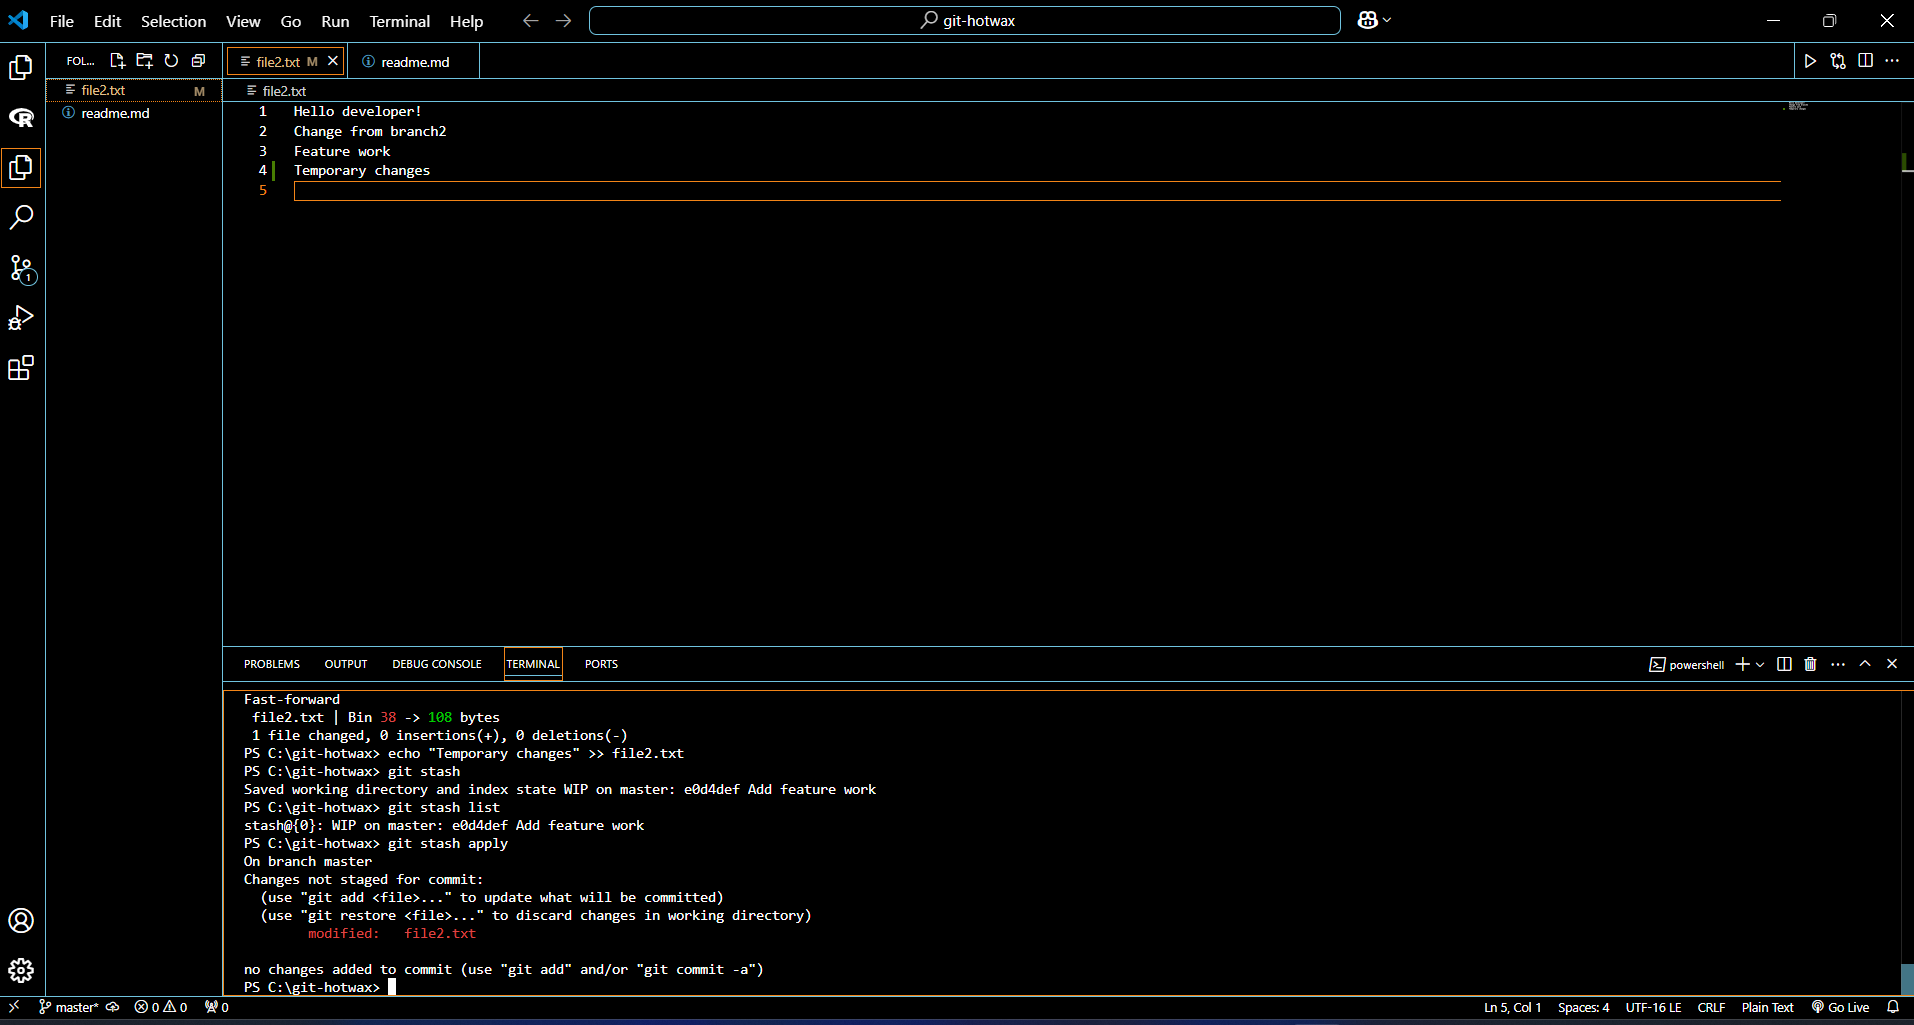 File Edit Selection View Go Run Terminal Help
git-hotwax
FOL...
file2.txt M
readme.md
file2.txt M
readme.md
file2.txt
1 Hello developer!
2 Change from branch2
3 Feature work
4 Temporary changes
5
1
PROBLEMS OUTPUT DEBUG CONSOLE TERMINAL PORTS
powershell
Fast-forward
file2.txt | Bin 38 -> 108 bytes
1 file changed, 0 insertions(+), 0 deletions(-)
PS C:\git-hotwax> echo "Temporary changes" >> file2.txt
PS C:\git-hotwax> git stash
Saved working directory and index state WIP on master: e0d4def Add feature work
PS C:\git-hotwax> git stash list
stash@{0}: WIP on master: e0d4def Add feature work
PS C:\git-hotwax> git stash apply
On branch master
Changes not staged for commit:
(use "git add <file>..." to update what will be committed)
(use "git restore <file>..." to discard changes in working directory)
modified: file2.txt
no changes added to commit (use "git add" and/or "git commit -a")
PS C:\git-hotwax>
master* 0 0 0
Ln 5, Col 1 Spaces: 4 UTF-16 LE CRLF Plain Text Go Live